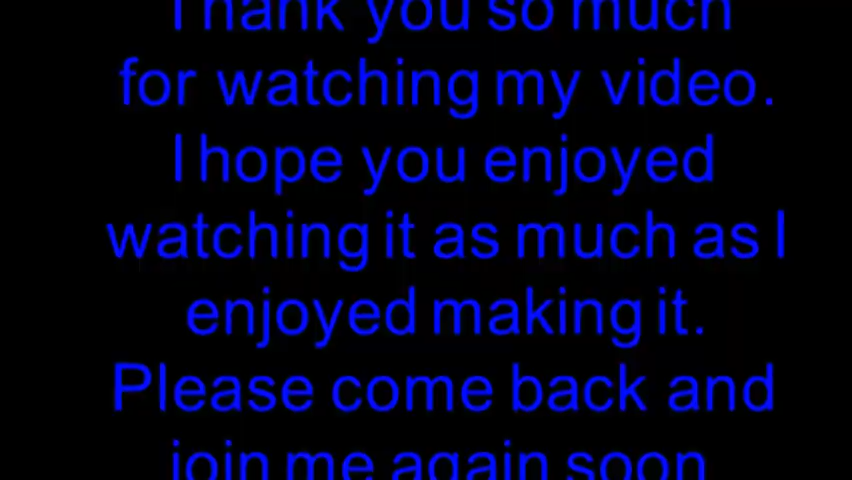 Thank you so much
for watching my video.
I hope you enjoyed
watching it as much as I
enjoyed making it.
Please come back and
join me again soon